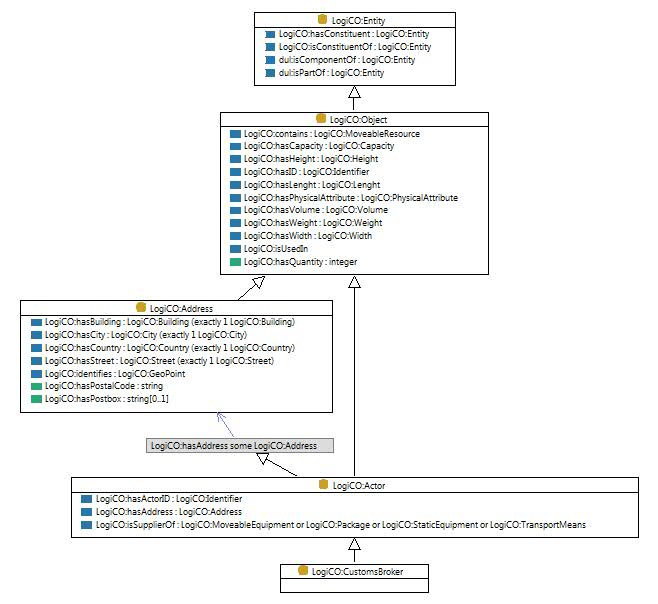 LogiCO:Entity
LogiCO:hasConstituent : LogiCO:Entity
LogiCO:isConstituentOf : LogiCO:Entity
dul:isComponentOf : LogiCO:Entity
dul:isPartOf : LogiCO:Entity
LogiCO:Object
LogiCO:contains : LogiCO:MoveableResource
LogiCO:hasCapacity : LogiCO:Capacity
LogiCO:hasHeight : LogiCO:Height
LogiCO:hasID : LogiCO:Identifier
LogiCO:hasLenght : LogiCO:Lenght
LogiCO:hasPhysicalAttribute : LogiCO:PhysicalAttribute
LogiCO:hasVolume : LogiCO:Volume
LogiCO:hasWeight : LogiCO:Weight
LogiCO:hasWidth : LogiCO:Width
LogiCO:isUsedIn
LogiCO:hasQuantity : integer
LogiCO:Address
LogiCO:hasBuilding : LogiCO:Building (exactly 1 LogiCO:Building)
LogiCO:hasCity : LogiCO:City (exactly 1 LogiCO:City)
LogiCO:hasCountry : LogiCO:Country (exactly 1 LogiCO:Country)
LogiCO:hasStreet : LogiCO:Street (exactly 1 LogiCO:Street)
LogiCO:identifies : LogiCO:GeoPoint
LogiCO:hasPostalCode : string
LogiCO:hasPostbox : string[0..1]
LogiCO:hasAddress some LogiCO:Address
LogiCO:Actor
LogiCO:hasActorID : LogiCO:Identifier
LogiCO:hasAddress : LogiCO:Address
LogiCO:isSupplierOf : LogiCO:MoveableEquipment or LogiCO:Package or LogiCO:StaticEquipment or LogiCO:TransportMeans
LogiCO:CustomsBroker